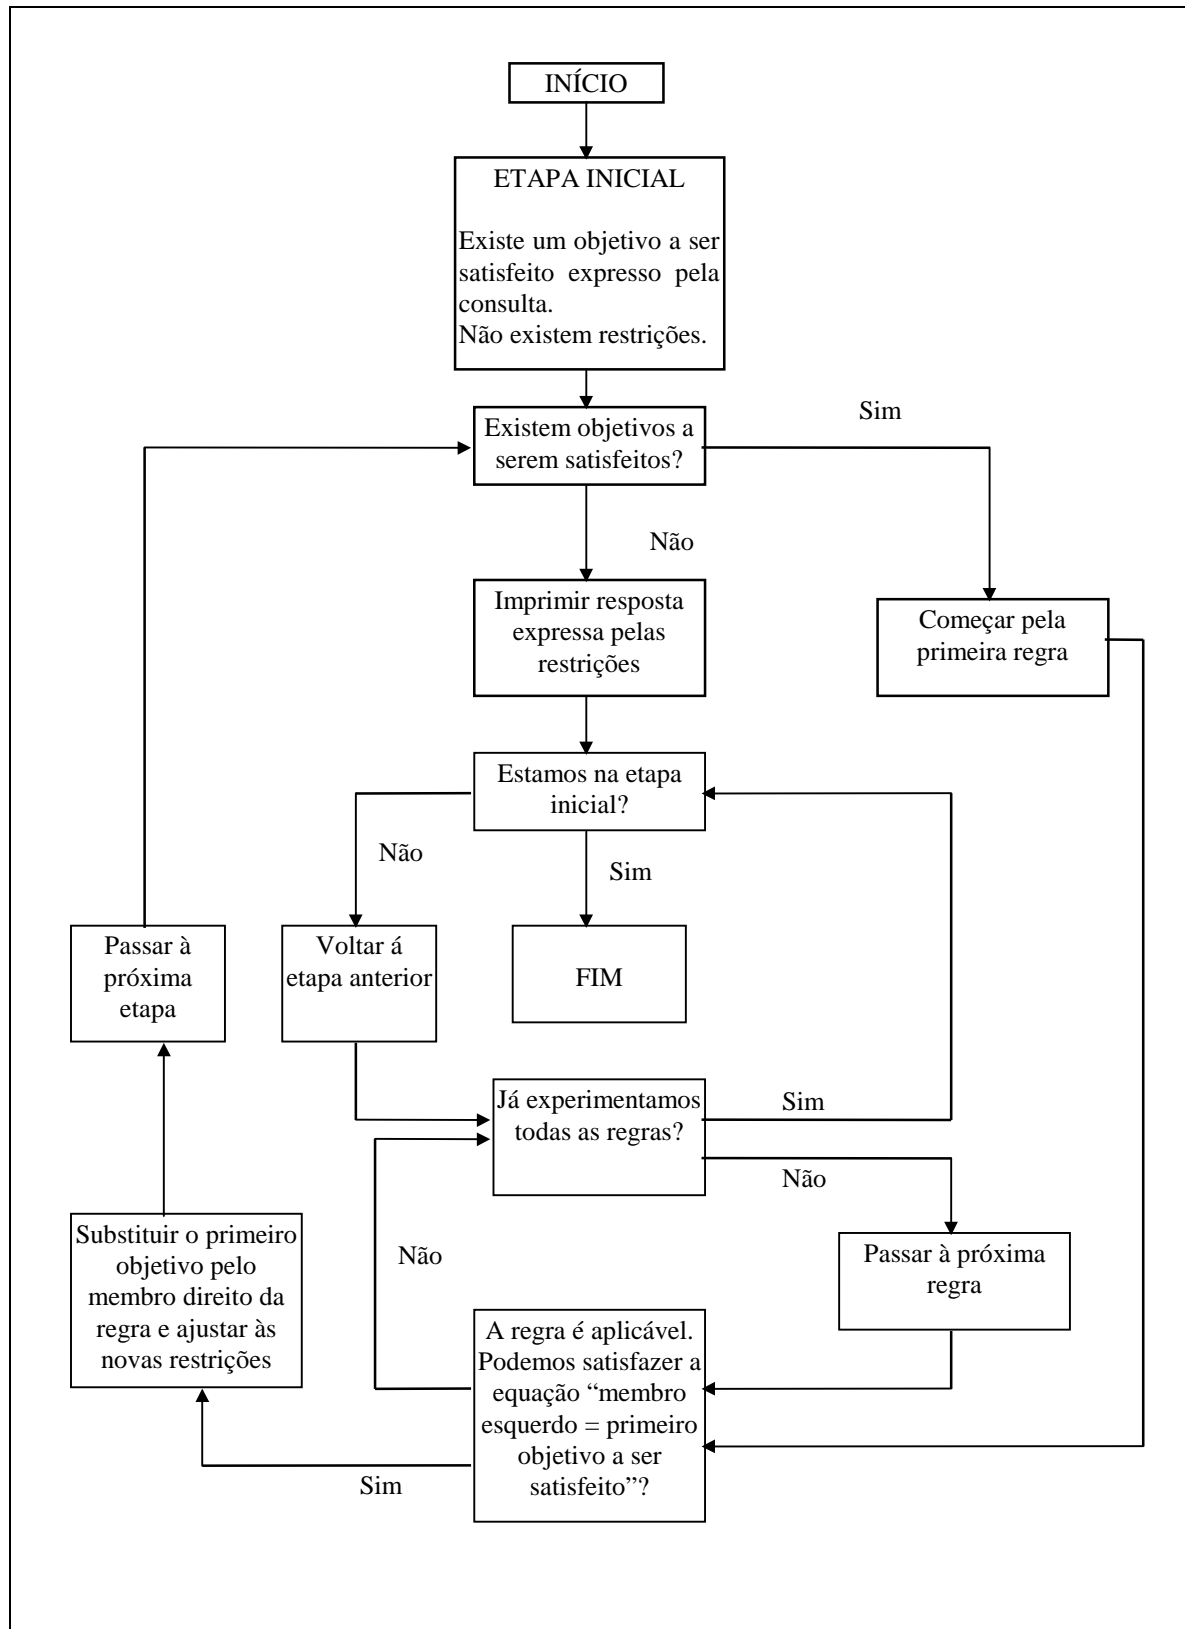 INÍCIO
ETAPA INICIAL
Existe um objetivo a ser
satisfeito expresso pela
consulta.
Não existem restrições.
Sim
Existem objetivos a
serem satisfeitos?
Não
Imprimir resposta
expressa pelas
restrições
Começar pela
primeira regra
Estamos na etapa
inicial?
Não
Sim
Passar à
próxima
etapa
Voltar á
etapa anterior
FIM
Já experimentamos
todas as regras?
Sim
Não
Substituir o primeiro
objetivo pelo
membro direito da
regra e ajustar às
novas restrições
Não
Passar à próxima
regra
A regra é aplicável.
Podemos satisfazer a
equação “membro
esquerdo = primeiro
objetivo a ser
satisfeito”?
Sim